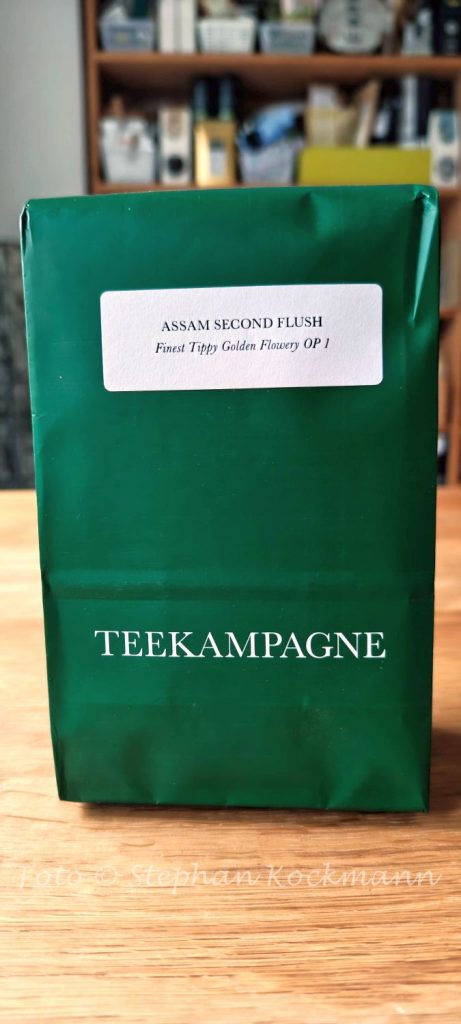 ASSAM SECOND FLUSH
Finest Tippy Golden Flowery OP 1
TEEKAMPAGNE
Foto © Stephan Kockmann